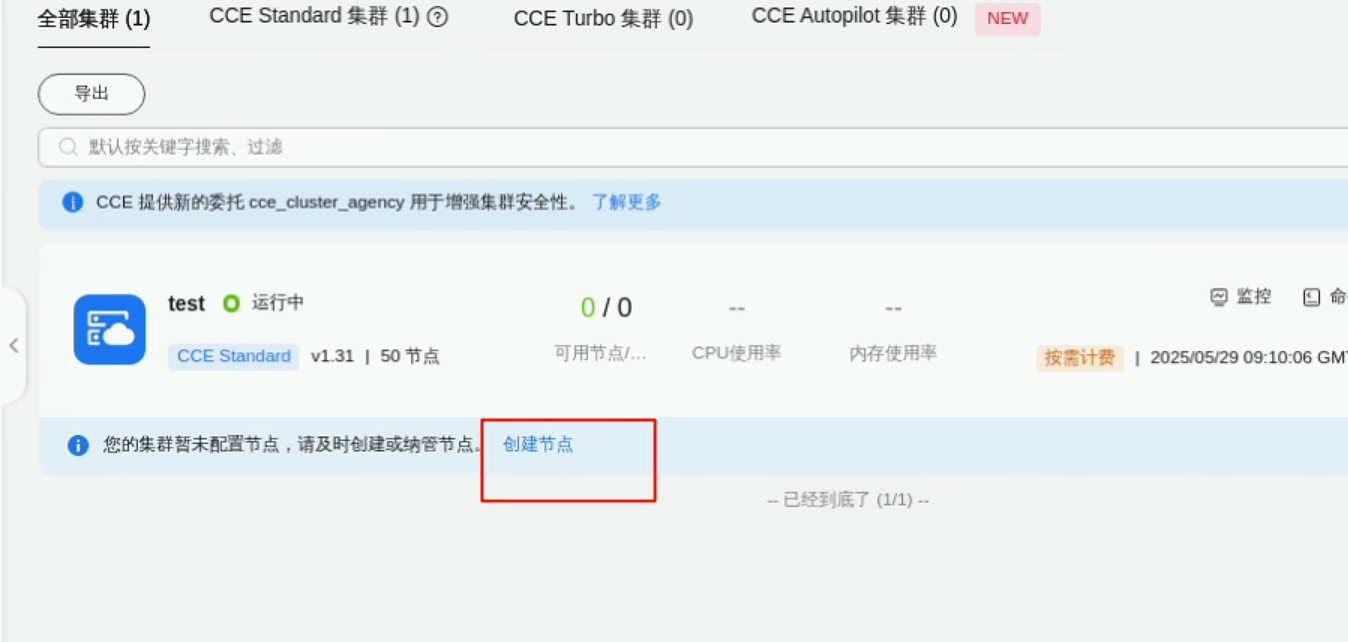 全部集群 (1) CCE Standard 集群 (1) CCE Turbo 集群 (0) CCE Autopilot 集群 (0) NEW
导出
默认按关键字搜索、过滤
CCE 提供新的委托 cce_cluster_agency 用于增强集群安全性。 了解更多
test 运行中 0 / 0 -- -- 监控
CCE Standard v1.31 | 50 节点 可用节点/... CPU使用率 内存使用率 按需计费 | 2025/05/29 09:10:06 GMT
您的集群暂未配置节点，请及时创建或纳管节点。 创建节点
-- 已经到底了 (1/1) --